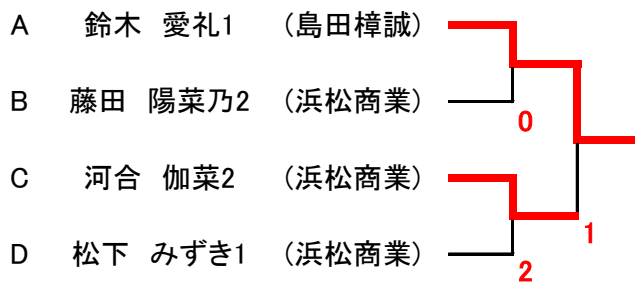 A 鈴木 愛礼1 (島田樟誠)
B 藤田 陽菜乃2 (浜松商業)
0
C 河合 伽菜2 (浜松商業)
1
D 松下 みずき1 (浜松商業)
2